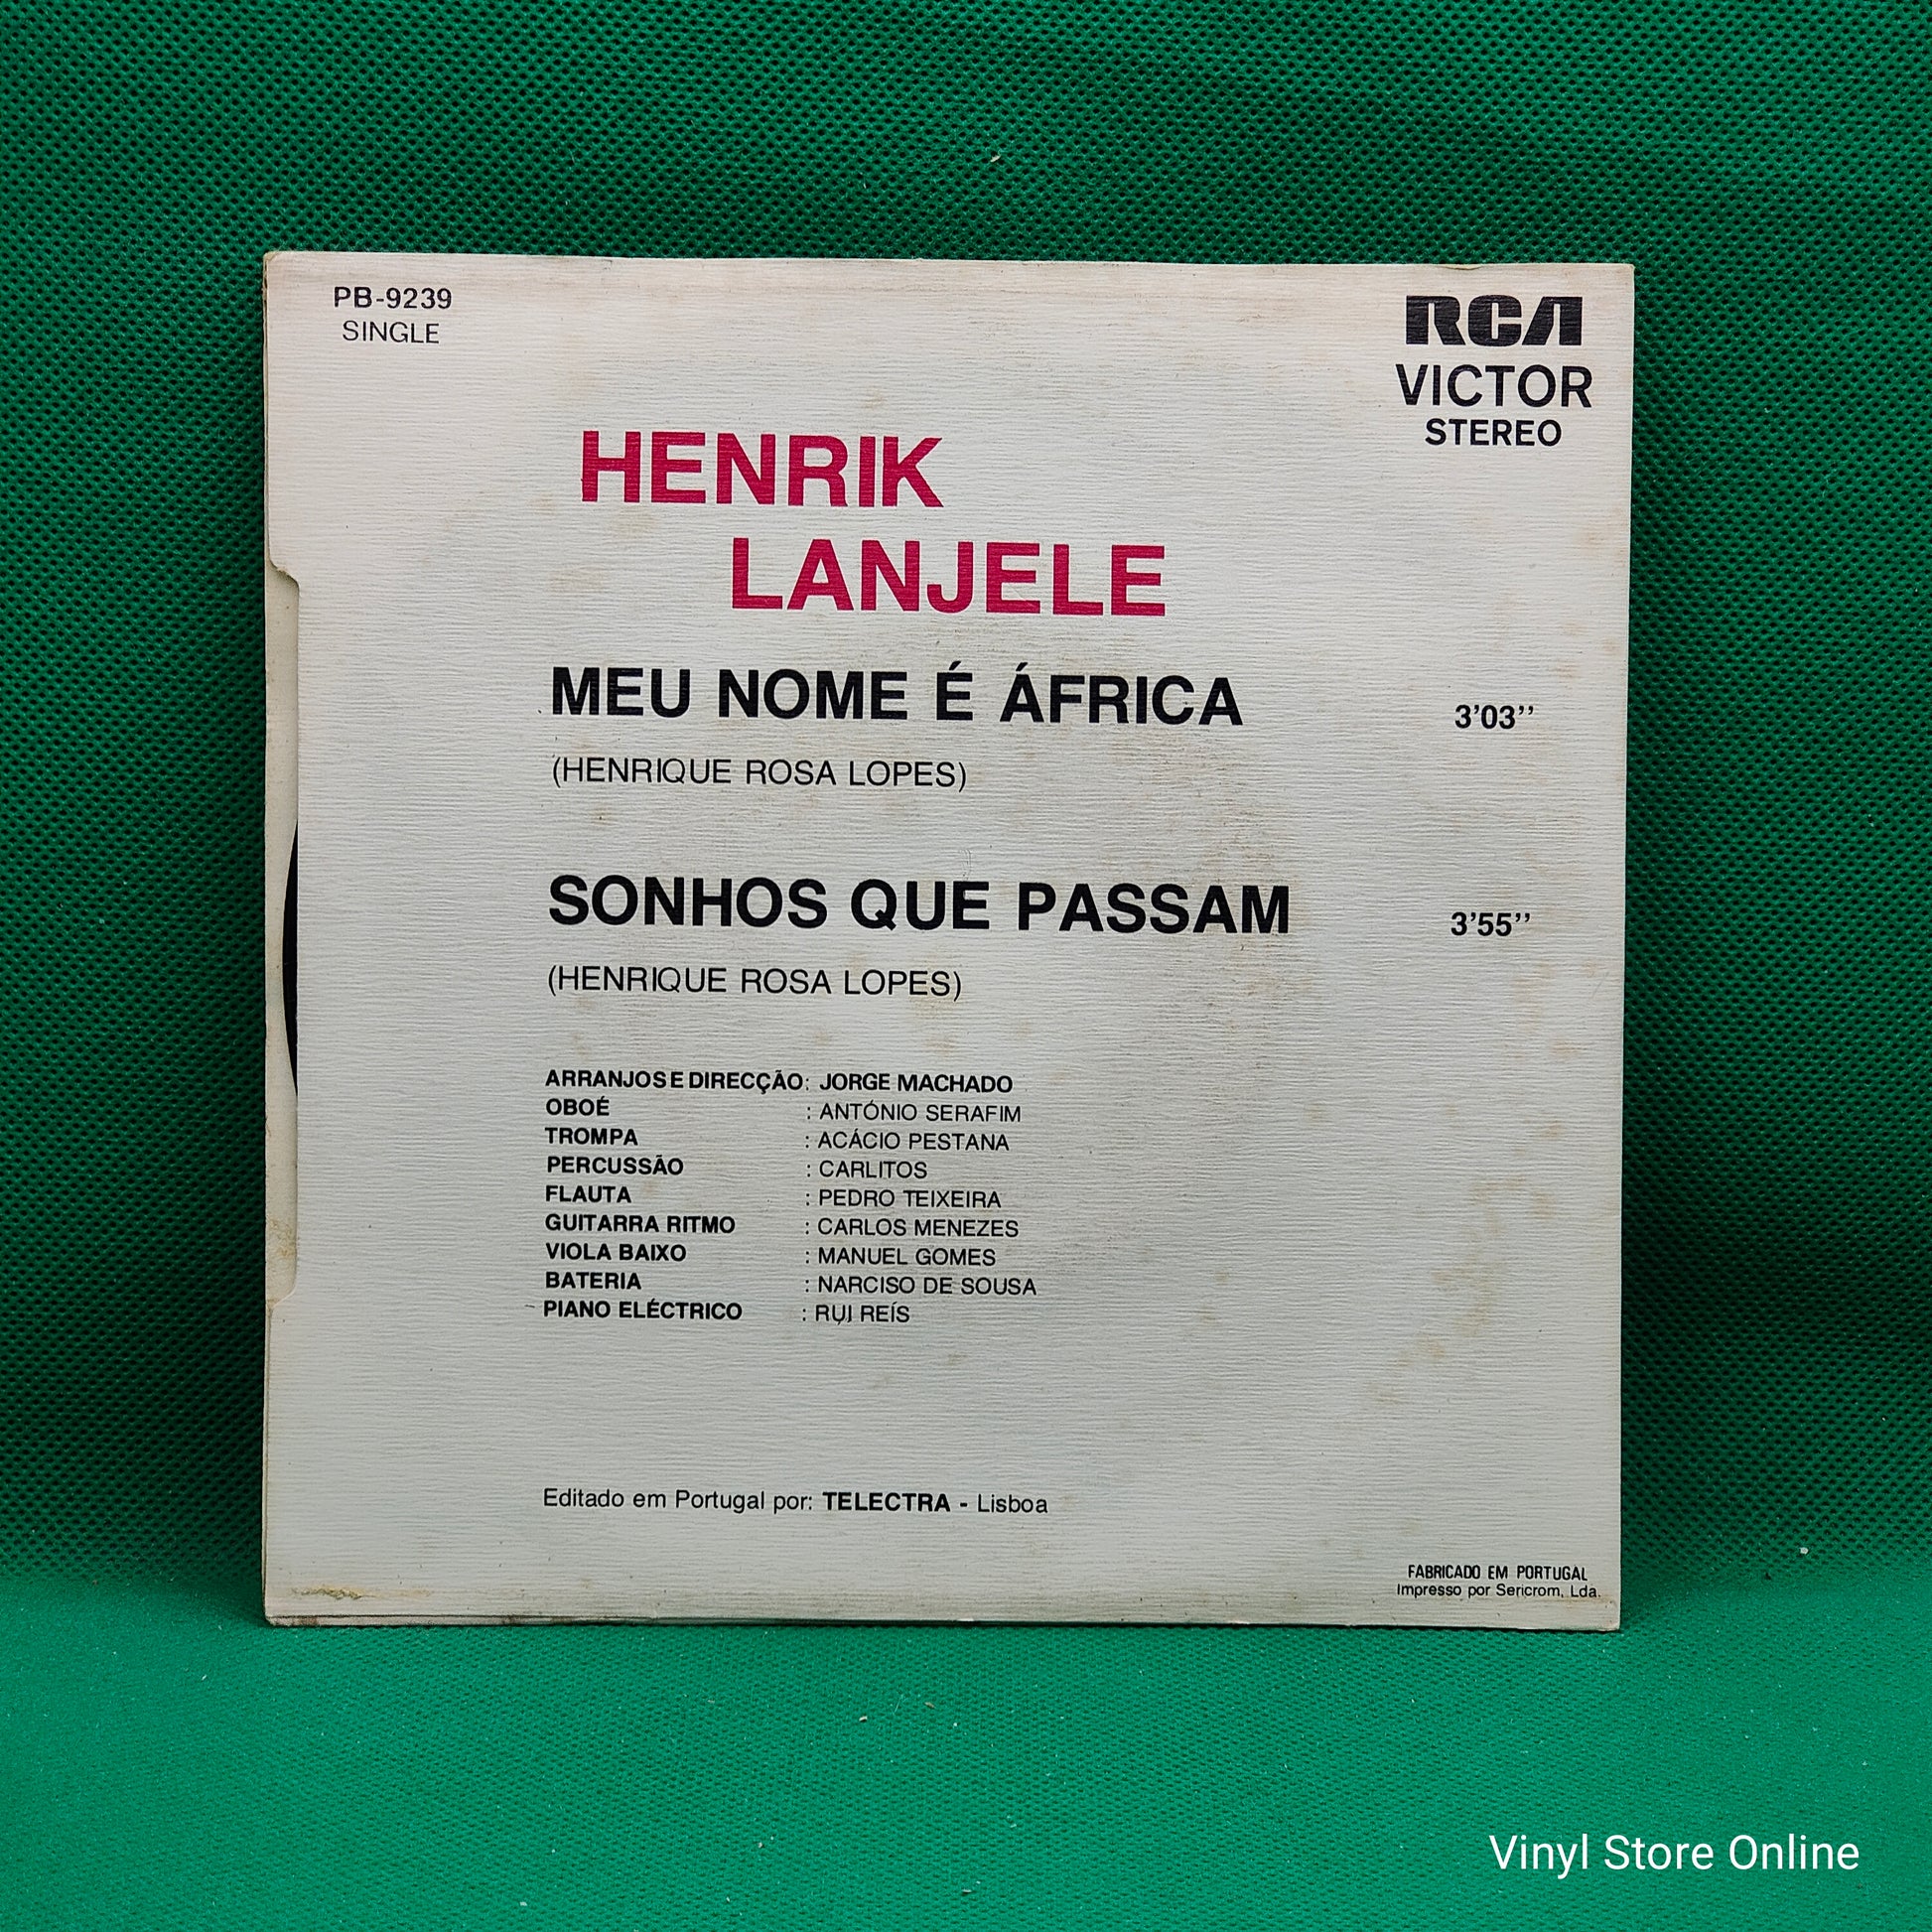 PB-9239
SINGLE
RCA
VICTOR
STEREO
HENRIK
LANJELE
MEU NOME É ÁFRICA 3'03''
(HENRIQUE ROSA LOPES)
SONHOS QUE PASSAM 3'55''
(HENRIQUE ROSA LOPES)
ARRANJOS E DIRECÇÃO: JORGE MACHADO
OBOÉ : ANTÓNIO SERAFIM
TROMPA : ACÁCIO PESTANA
PERCUSSÃO : CARLITOS
FLAUTA : PEDRO TEIXEIRA
GUITARRA RITMO : CARLOS MENEZES
VIOLA BAIXO : MANUEL GOMES
BATERIA : NARCISO DE SOUSA
PIANO ELÉCTRICO : RUI REÍS
Editado em Portugal por: TELECTRA - Lisboa
FABRICADO EM PORTUGAL
Impresso por Sericrom, Lda.
Vinyl Store Online